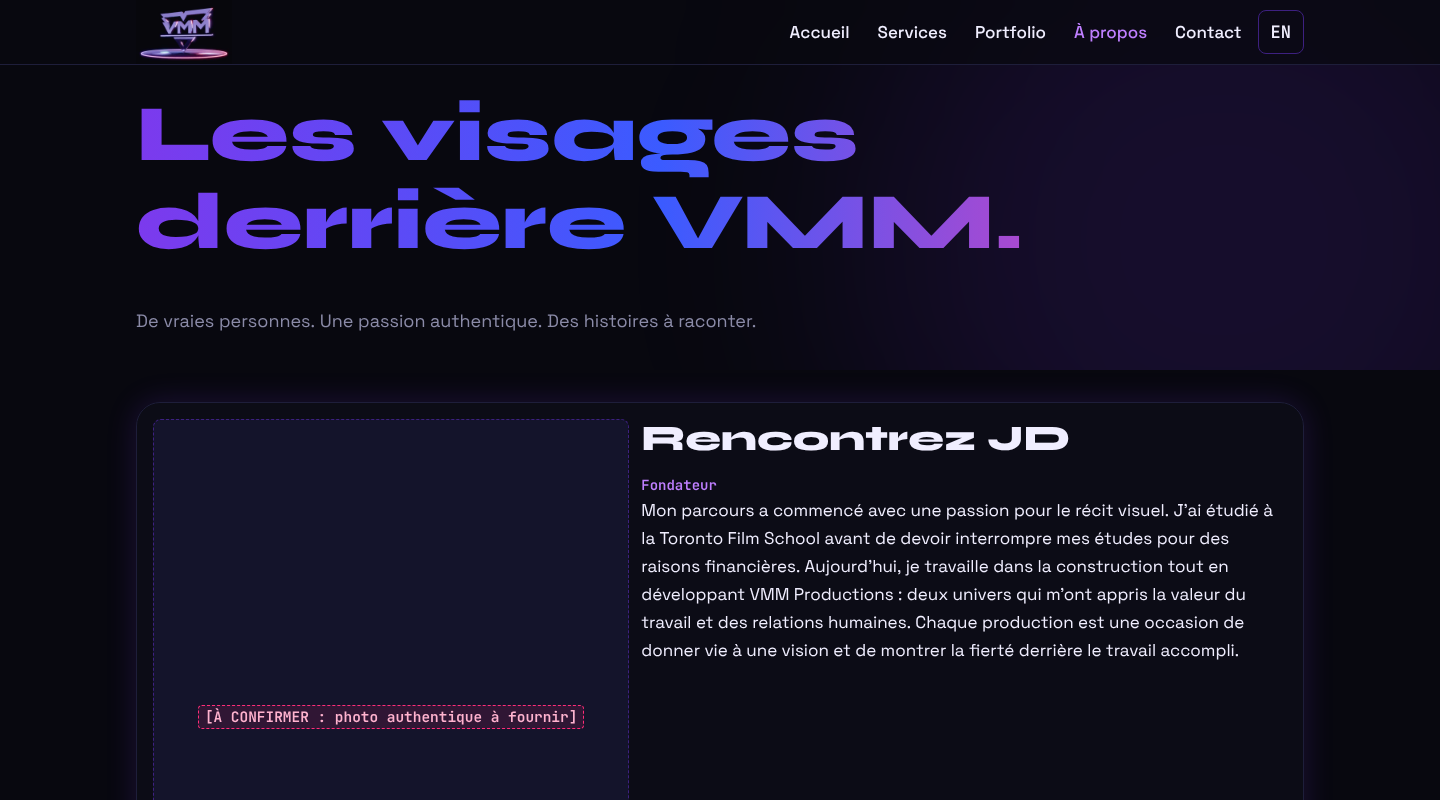 VMM
Accueil Services Portfolio À propos Contact EN
Les visages
derrière VMM.
De vraies personnes. Une passion authentique. Des histoires à raconter.
Rencontrez JD
Fondateur
Mon parcours a commencé avec une passion pour le récit visuel. J’ai étudié à
la Toronto Film School avant de devoir interrompre mes études pour des
raisons financières. Aujourd’hui, je travaille dans la construction tout en
développant VMM Productions : deux univers qui m’ont appris la valeur du
travail et des relations humaines. Chaque production est une occasion de
donner vie à une vision et de montrer la fierté derrière le travail accompli.
[À CONFIRMER : photo authentique à fournir]